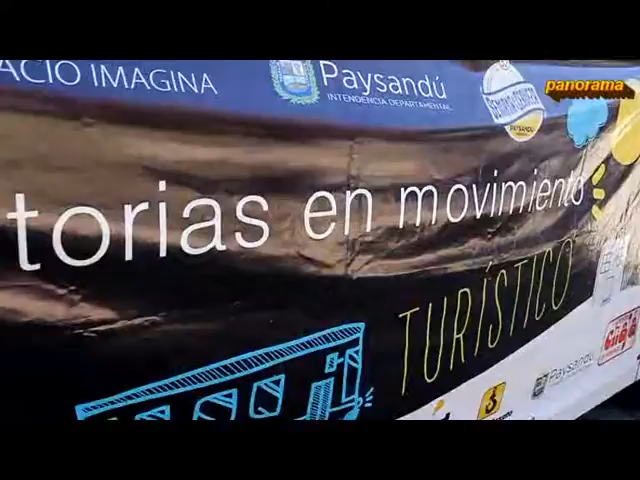 ACIO IMAGINA
Paysandú
INTENDENCIA DEPARTAMENTAL
panorama
torias en movimiento
TURÍSTICO
Paysandú